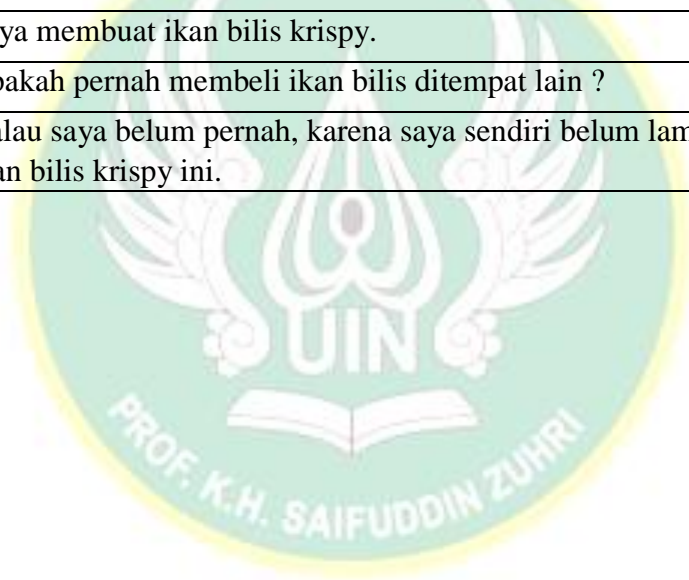 ya membuat ikan bilis krispy.
pakah pernah membeli ikan bilis ditempat lain ?
alau saya belum pernah, karena saya sendiri belum lam
an bilis krispy ini.
UIN
PROF. K.H. SAIFUDDIN ZUHRI